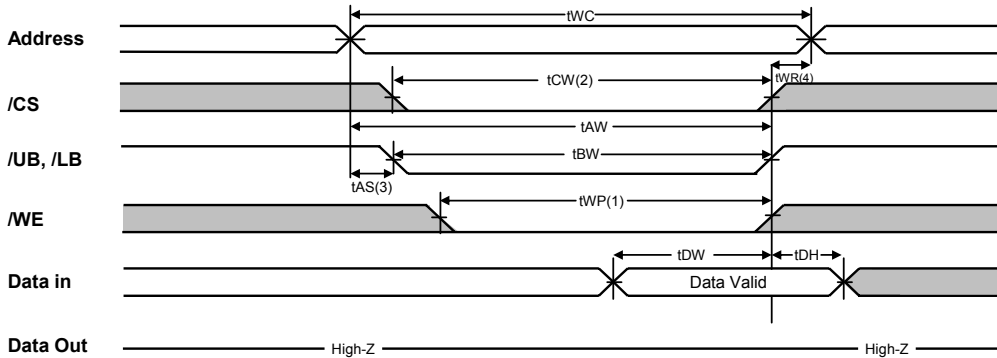 tWC
Address
tCW(2)
tWR(4)
/CS
tAW
/UB, /LB
tBW
tAS(3)
tWP(1)
/WE
tDW
tDH
Data in
Data Valid
Data Out
High-Z
High-Z